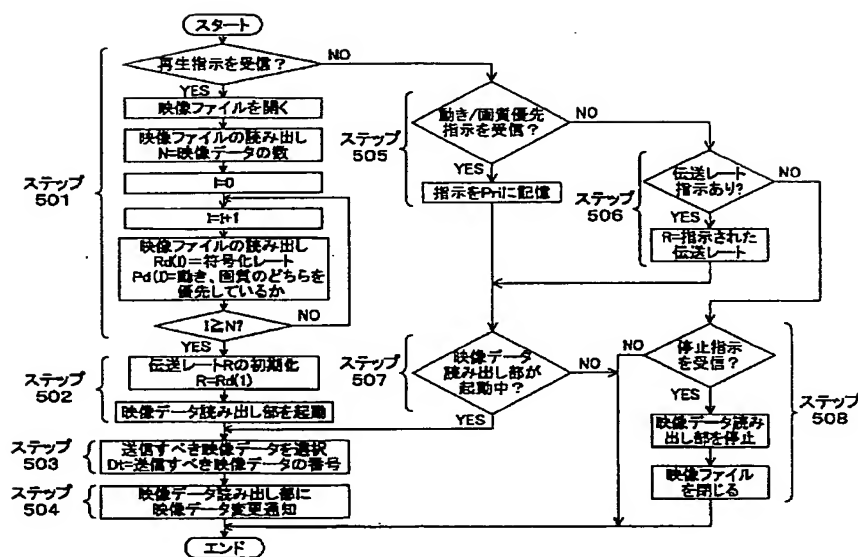 スタート
再生指示を受信？
NO
YES
映像ファイルを開く
映像ファイルの読み出し
N=映像データの数
I=0
I=I+1
映像ファイルの読み出し
Rd(I)=符号化レート
Pd(I)=動き、画質のどちらを
優先しているか
I≧N?
NO
YES
ステップ
501
伝送レートRの初期化
R=Rd(1)
映像データ読み出し部を起動
ステップ
502
送信すべき映像データを選択
Dt=送信すべき映像データの番号
ステップ
503
映像データ読み出し部に
映像データ変更通知
ステップ
504
エンド
動き/画質優先
指示を受信？
NO
YES
指示をPriに記憶
ステップ
505
伝送レート
指示あり?
NO
YES
R=指示された
伝送レート
ステップ
506
映像データ
読み出し部が
起動中？
NO
YES
ステップ
507
停止指示
を受信？
NO
YES
映像データ読み
出し部を停止
映像ファイル
を閉じる
ステップ
508